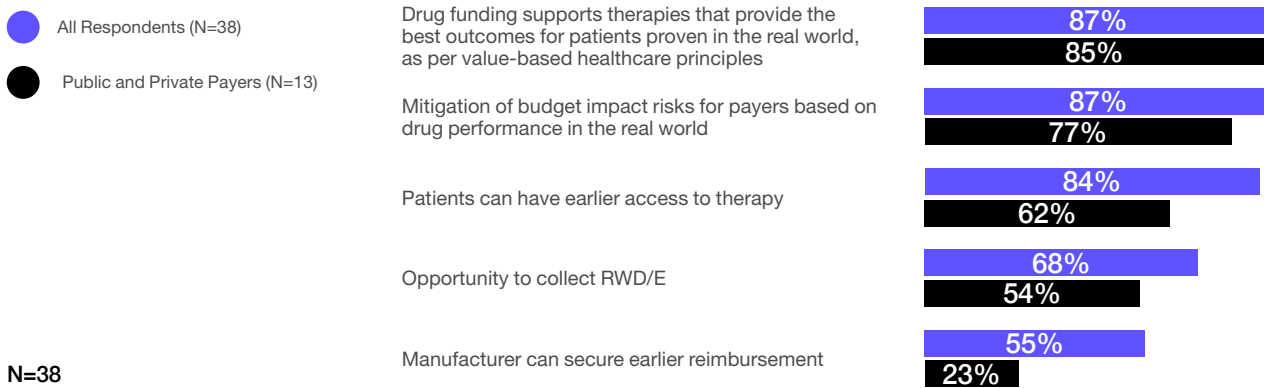 All Respondents (N=38)
Public and Private Payers (N=13)
Drug funding supports therapies that provide the
best outcomes for patients proven in the real world,
as per value-based healthcare principles
87%
85%
Mitigation of budget impact risks for payers based on
drug performance in the real world
87%
77%
Patients can have earlier access to therapy
84%
62%
Opportunity to collect RWD/E
68%
54%
Manufacturer can secure earlier reimbursement
55%
23%
N=38